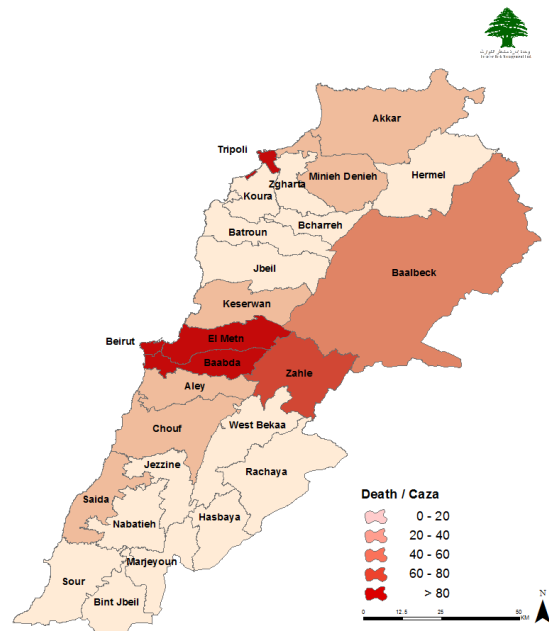 Akkar
Tripoli
Minieh Denieh
Hermel
Zgharta
Koura
Bcharreh
Batroun
Jbeil
Baalbeck
Keserwan
Beirut
El Metn
Baabda
Zahle
Aley
West Bekaa
Chouf
Jezzine
Rachaya
Saida
Hasbaya
Nabatieh
Marjeyoun
Sour
Bint Jbeil
Death / Caza
0 - 20
20 - 40
40 - 60
60 - 80
> 80
N
0 12.5 25 50
KM